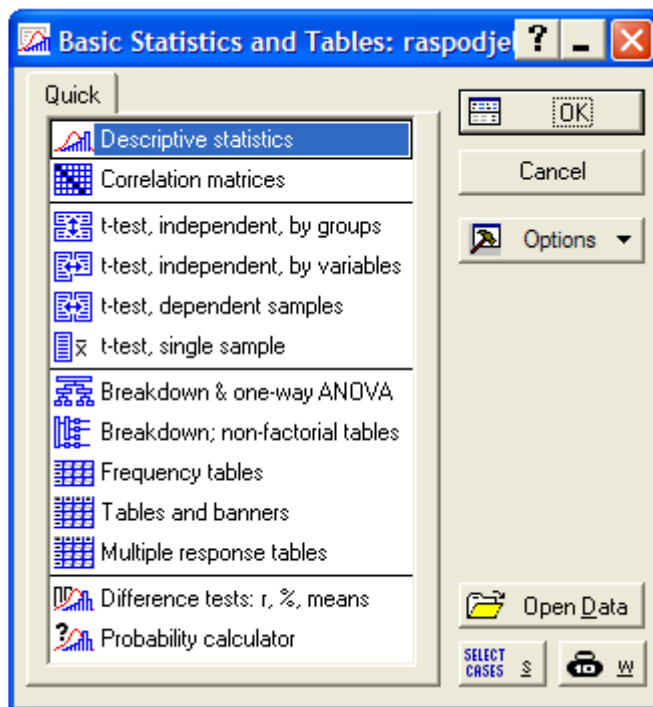 Basic Statistics and Tables: raspodjel
Quick
Descriptive statistics
Correlation matrices
t-test, independent, by groups
t-test, independent, by variables
t-test, dependent samples
t-test, single sample
Breakdown & one-way ANOVA
Breakdown; non-factorial tables
Frequency tables
Tables and banners
Multiple response tables
Difference tests: r, %, means
Probability calculator
OK
Cancel
Options
Open Data
SELECT
CASES S
10 W